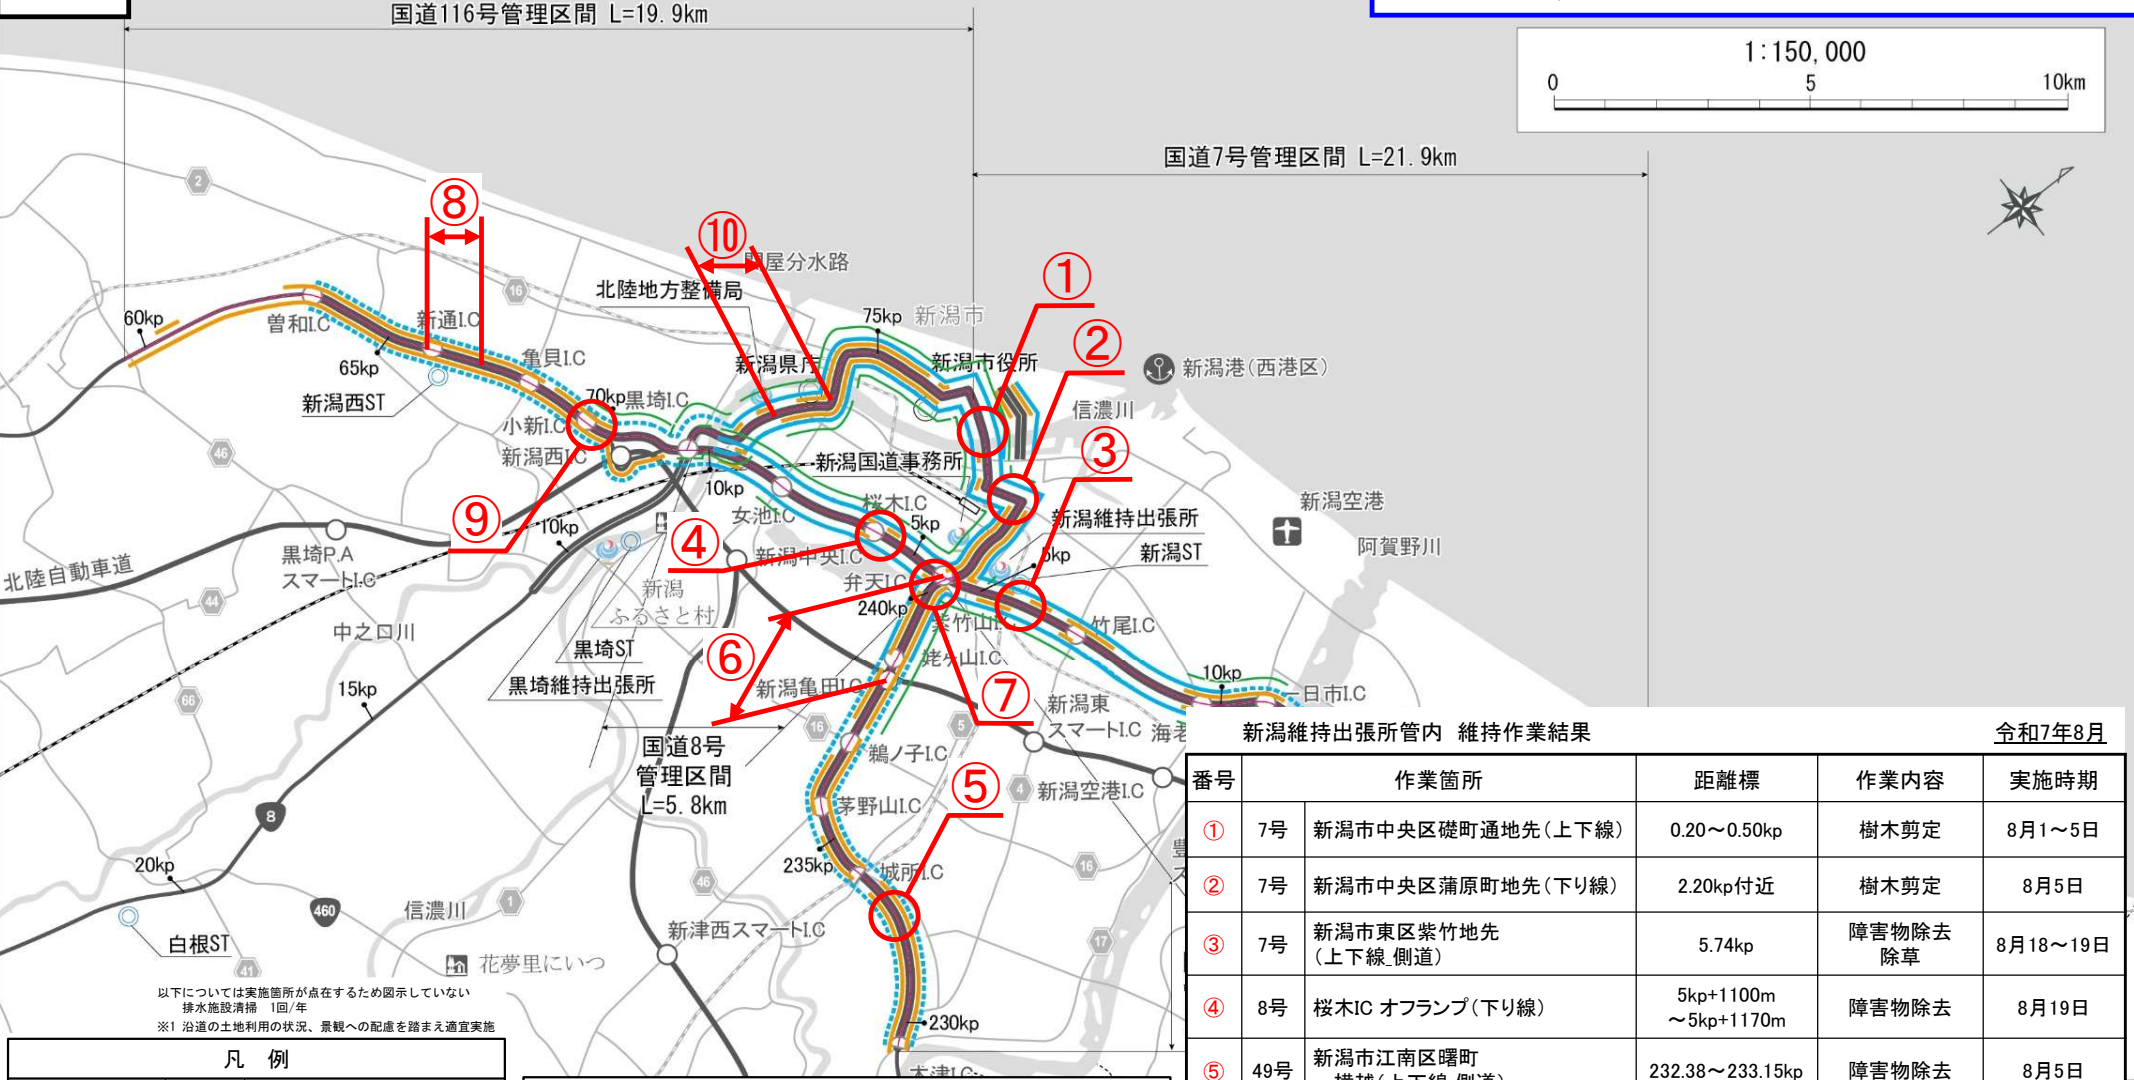 国道116号管理区間 L=19.9km
1:150,000
0 5 10km
国道7号管理区間 L=21.9km
2
⑧
⑩
屋分水路
①
16
北陸地方整備局
60kp
曽和I.C
新通I.C
75kp
新潟市
②
亀貝I.C
新潟県庁
新潟市役所
新潟港(西港区)
65kp
新潟西ST
70kp
黒埼I.C
小新I.C
信濃川
③
46
新潟西I.C
新潟国道事務所
10kp
桜木I.C
新潟空港
⑨
女池I.C
5kp
新潟維持出張所
10kp
④
新潟中央I.C
5kp
新潟ST
阿賀野川
黒埼P.A
スマートI.C
北陸自動車道
弁天I.C
新潟
ふるさと村
240kp
44
紫竹山I.C
竹尾I.C
中之口川
黒埼ST
⑥
姥ヶ山I.C
10kp
黒埼維持出張所
新潟亀田I.C
⑦
一日市I.C
15kp
66
16
5
新潟東
スマートI.C
国道8号
管理区間
L=5.8km
鵜ノ子I.C
⑤
4
新潟空港I.C
茅野山I.C
8
20kp
235kp
城所I.C
16
46
460
信濃川
1
新津西スマートI.C
17
白根ST
41
花夢里にいつ
230kp
以下については実施箇所が点在するため図示していない
排水施設清掃 1回/年
※1 沿道の土地利用の状況、景観への配慮を踏まえ適宜実施
凡 例
新潟維持出張所管内 維持作業結果 令和7年8月
番号 作業箇所 距離標 作業内容 実施時期
① 7号 新潟市中央区礎町通地先(上下線) 0.20～0.50kp 樹木剪定 8月1～5日
② 7号 新潟市中央区蒲原町地先(下り線) 2.20kp付近 樹木剪定 8月5日
③ 7号 新潟市東区紫竹地先
(上下線_側道) 5.74kp 障害物除去
除草 8月18～19日
④ 8号 桜木IC オフランプ(下り線) 5kp+1100m
～5kp+1170m 障害物除去 8月19日
⑤ 49号 新潟市江南区曙町 232.38～233.15kp 障害物除去 8月5日